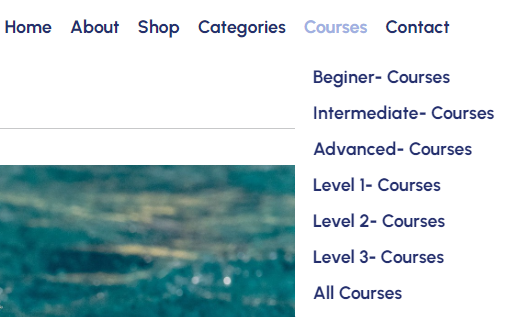 Home About Shop Categories Courses Contact
Beginer- Courses
Intermediate- Courses
Advanced- Courses
Level 1- Courses
Level 2- Courses
Level 3- Courses
All Courses